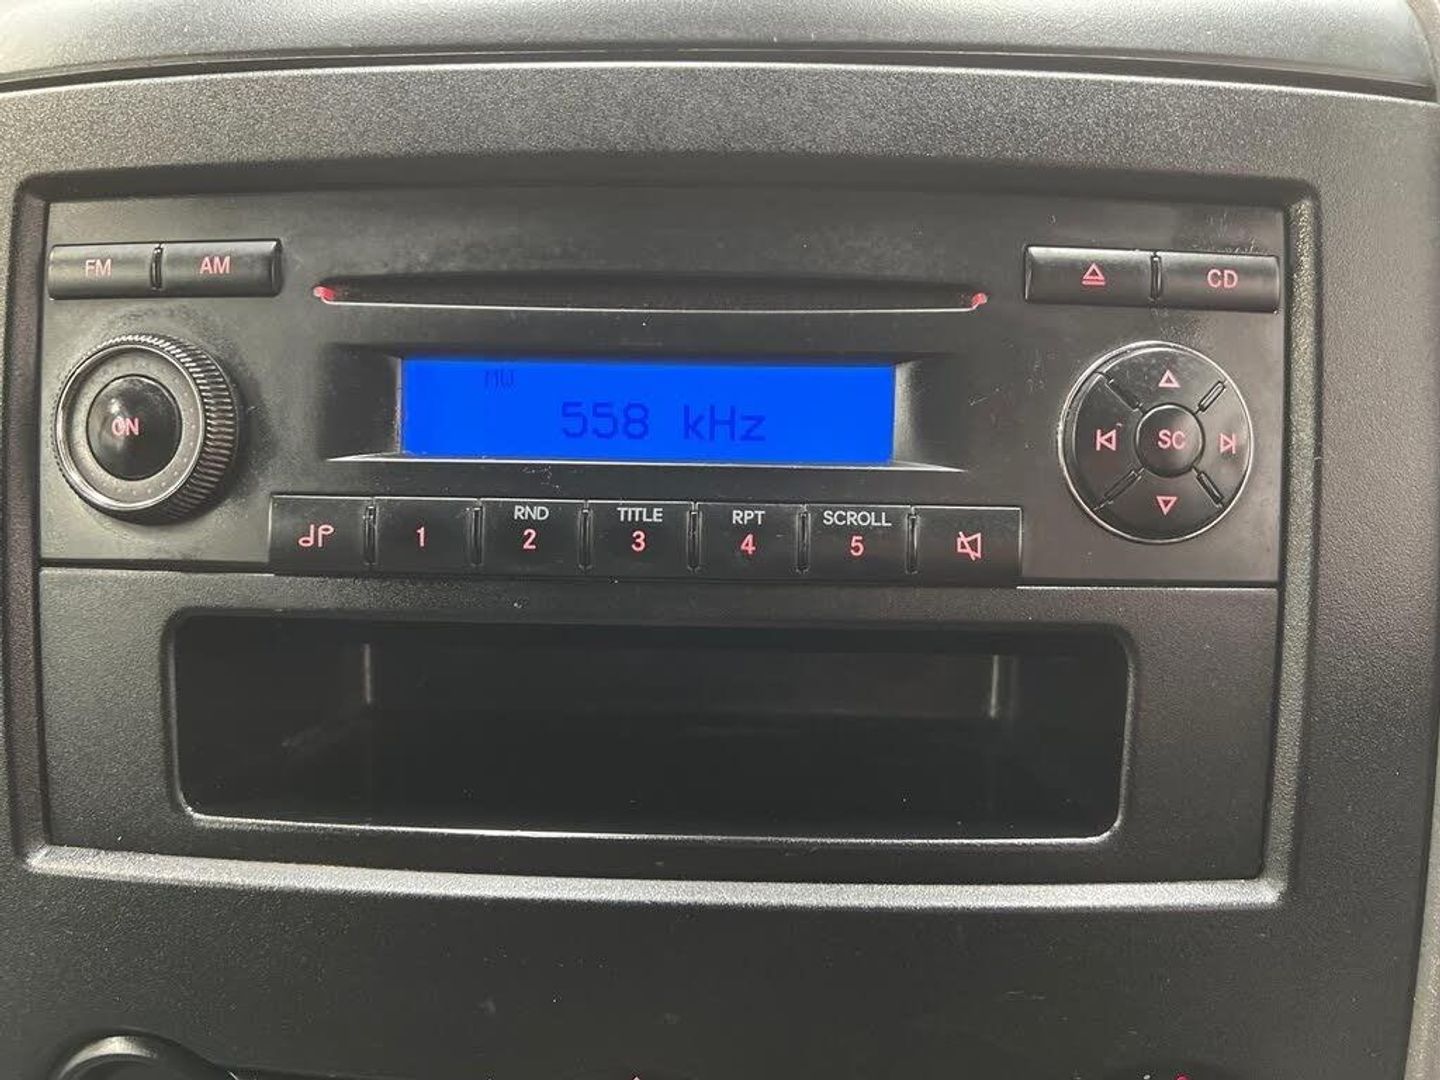 FM AM
CD
MW
558 kHz
ON
SC
RND TITLE RPT SCROLL
1 2 3 4 5